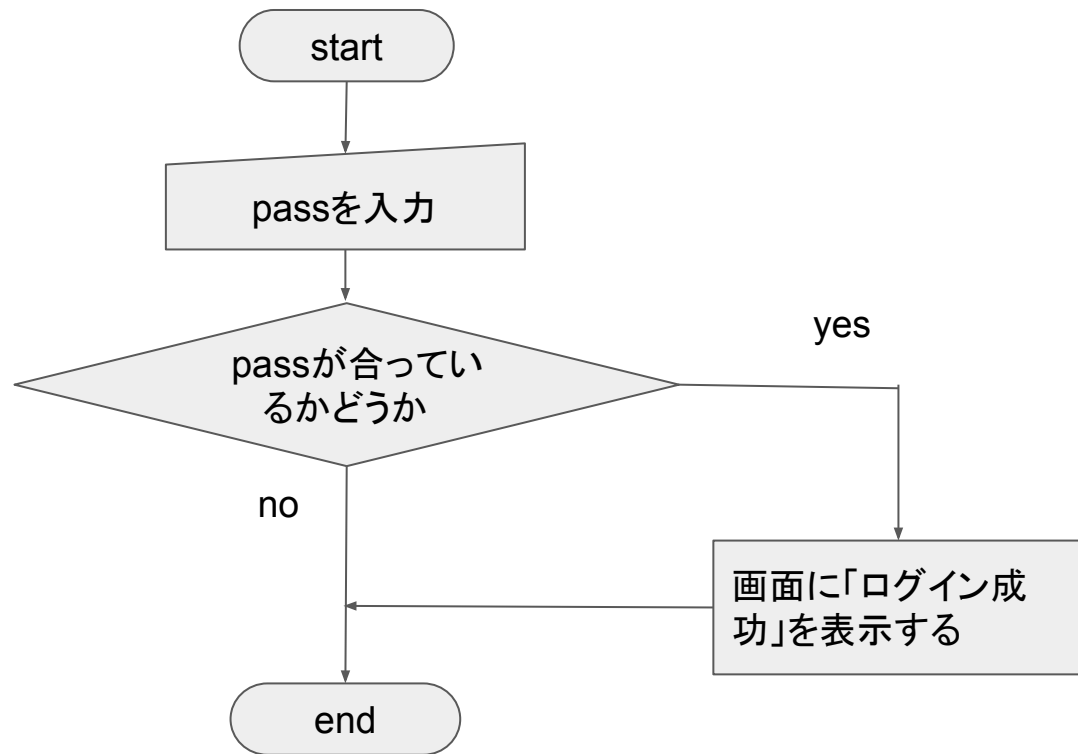 start
passを入力
yes
passが合ってい
るかどうか
no
画面に「ログイン成
功」を表示する
end